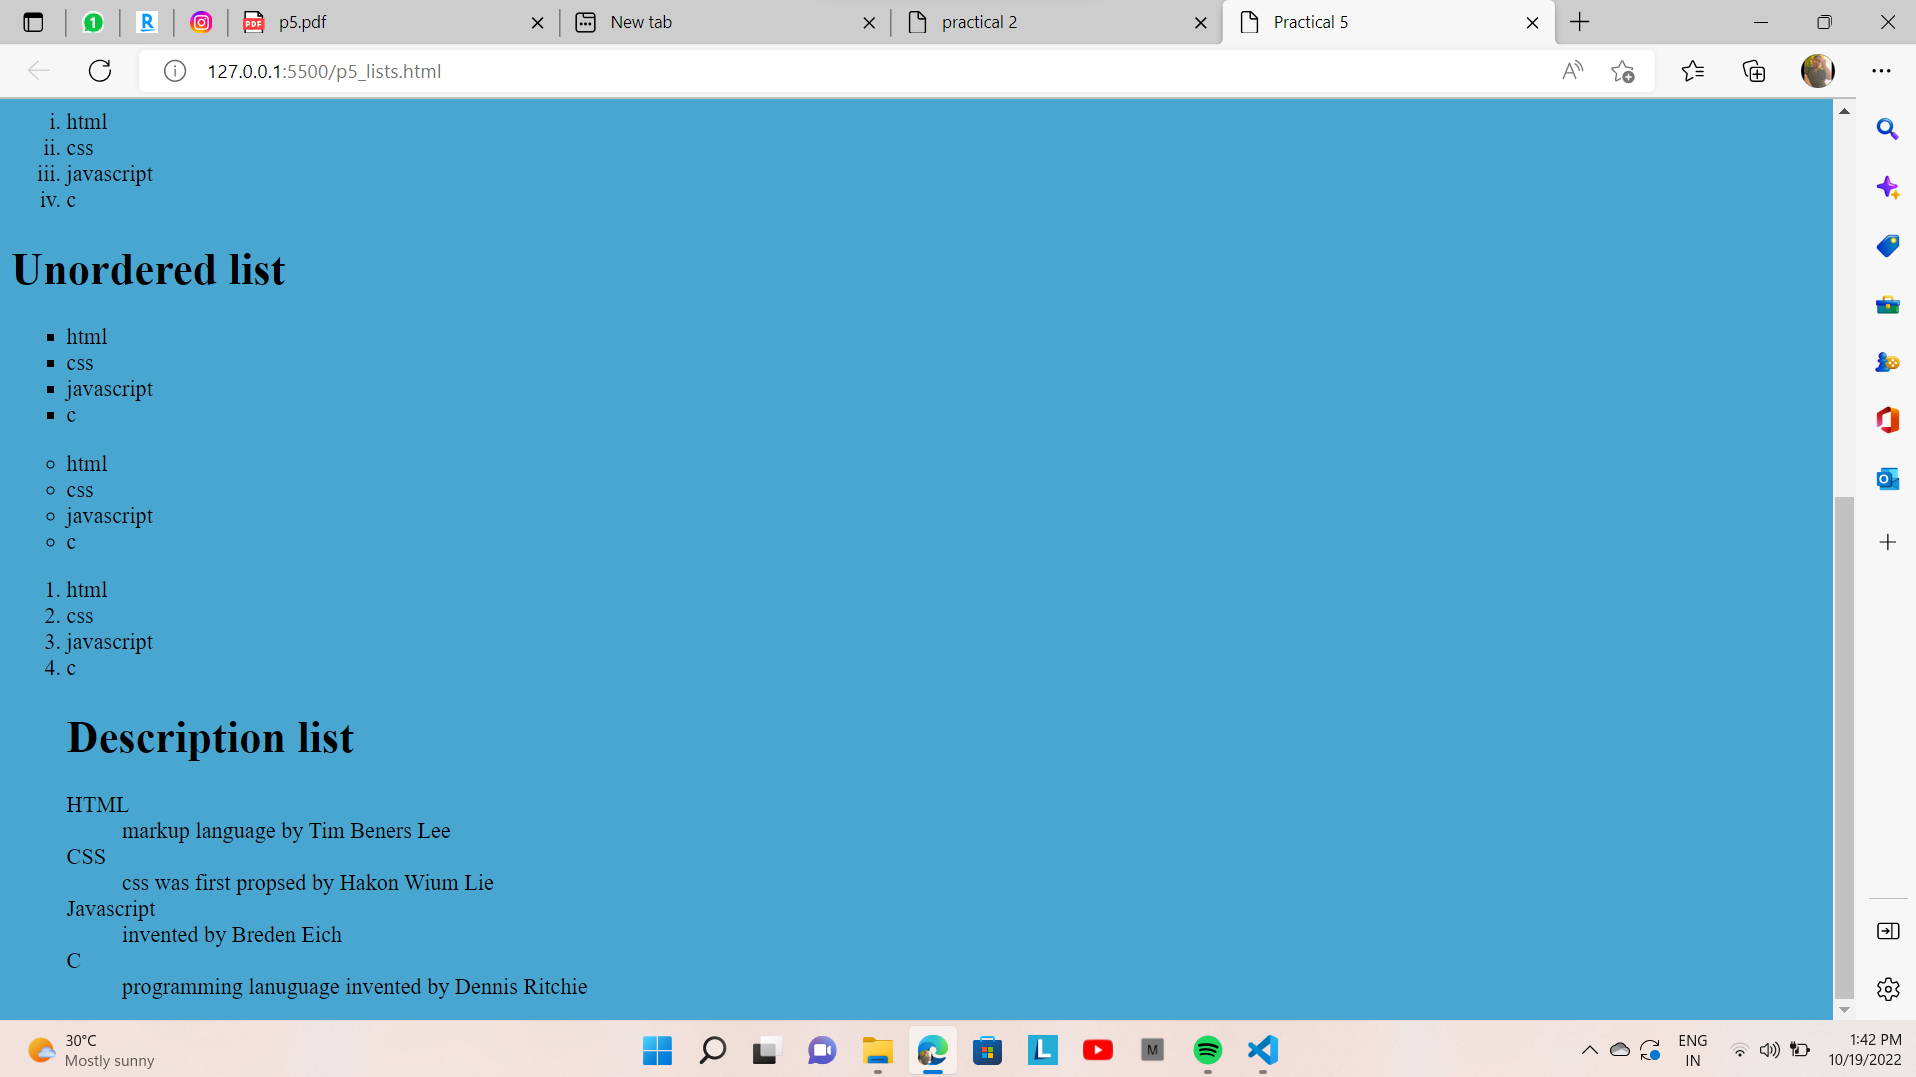 1
R
PDF
p5.pdf
New tab
practical 2
Practical 5
127.0.0.1:5500/p5_lists.html
i. html
ii. css
iii. javascript
iv. c
Unordered list
html
css
javascript
c
html
css
javascript
c
1. html
2. css
3. javascript
4. c
Description list
HTML
markup language by Tim Beners Lee
CSS
css was first propsed by Hakon Wium Lie
Javascript
invented by Breden Eich
C
programming lanuguage invented by Dennis Ritchie
30°C
Mostly sunny
L
M
ENG
IN
1:42 PM
10/19/2022